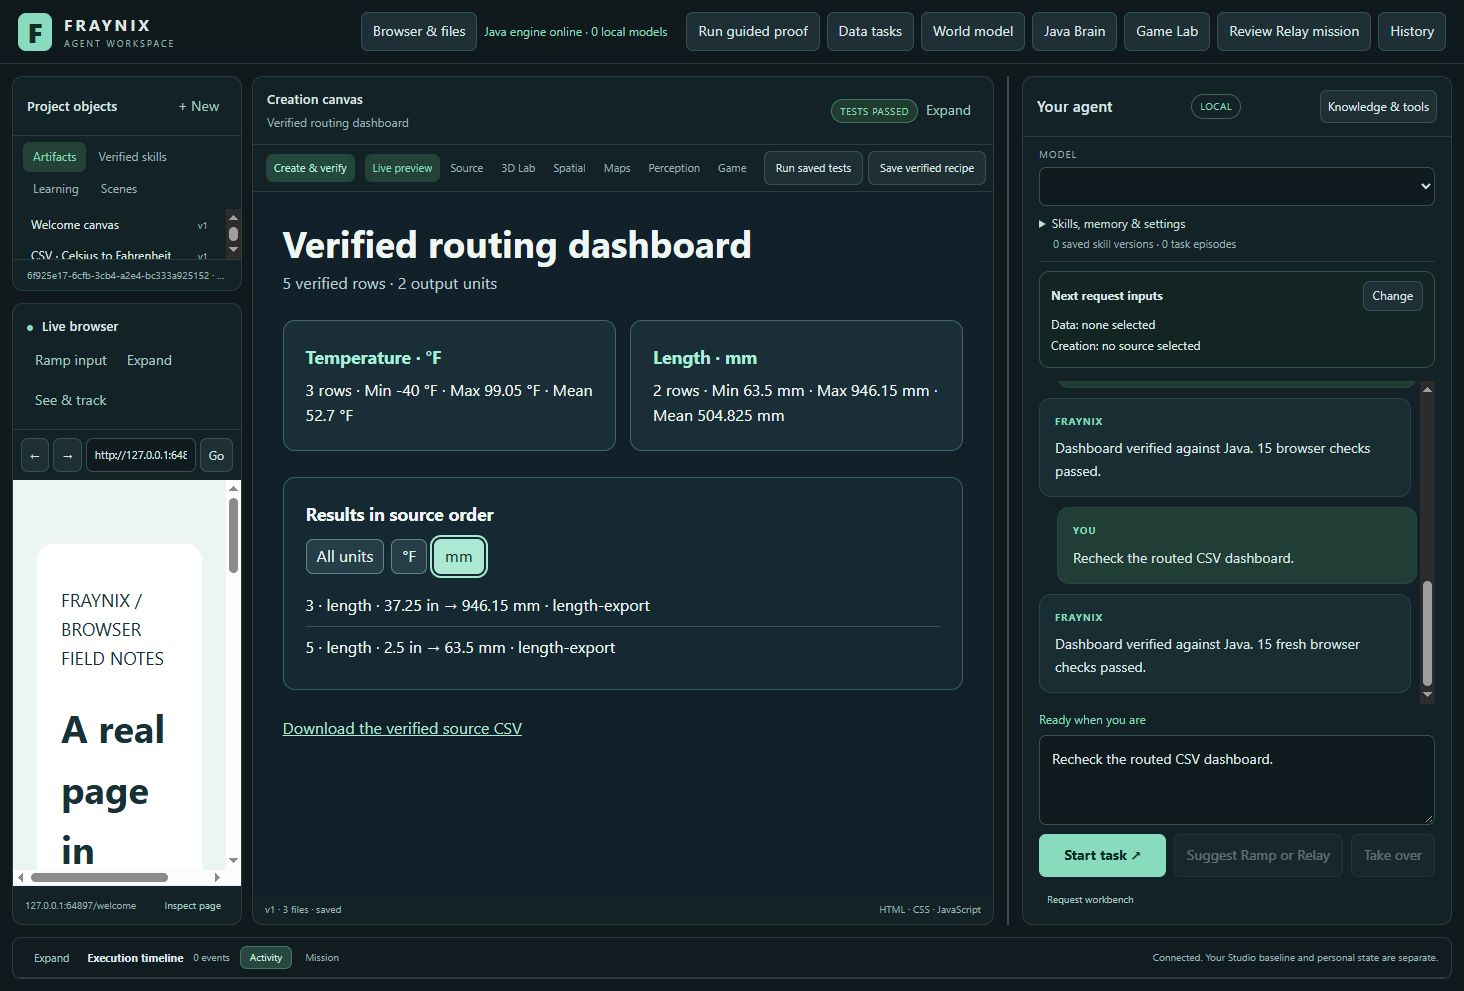 F FRAYNIX
AGENT WORKSPACE
Browser & files
Java engine online · 0 local models
Run guided proof
Data tasks
World model
Java Brain
Game Lab
Review Relay mission
History
Project objects
+ New
Artifacts
Verified skills
Learning
Scenes
Welcome canvas v1
CSV · Celsius to Fahrenheit v1
6f925e17-6cfb-3cb4-a2e4-bc333a925152 · ...
Live browser
Ramp input
Expand
See & track
← → http://127.0.0.1:648 Go
FRAYNIX /
BROWSER
FIELD NOTES
A real
page
in
127.0.0.1:64897/welcome
Inspect page
Creation canvas
Verified routing dashboard
TESTS PASSED
Expand
Create & verify
Live preview
Source
3D Lab
Spatial
Maps
Perception
Game
Run saved tests
Save verified recipe
Verified routing dashboard
5 verified rows · 2 output units
Temperature · °F
3 rows · Min -40 °F · Max 99.05 °F · Mean
52.7 °F
Length · mm
2 rows · Min 63.5 mm · Max 946.15 mm ·
Mean 504.825 mm
Results in source order
All units °F mm
3 · length · 37.25 in → 946.15 mm · length-export
5 · length · 2.5 in → 63.5 mm · length-export
Download the verified source CSV
v1 · 3 files · saved
HTML · CSS · JavaScript
Your agent
LOCAL
Knowledge & tools
MODEL
Skills, memory & settings
0 saved skill versions · 0 task episodes
Next request inputs
Change
Data: none selected
Creation: no source selected
FRAYNIX
Dashboard verified against Java. 15 browser checks
passed.
YOU
Recheck the routed CSV dashboard.
FRAYNIX
Dashboard verified against Java. 15 fresh browser
checks passed.
Ready when you are
Recheck the routed CSV dashboard.
Start task ↗
Suggest Ramp or Relay
Take over
Request workbench
Expand
Execution timeline
0 events
Activity
Mission
Connected. Your Studio baseline and personal state are separate.